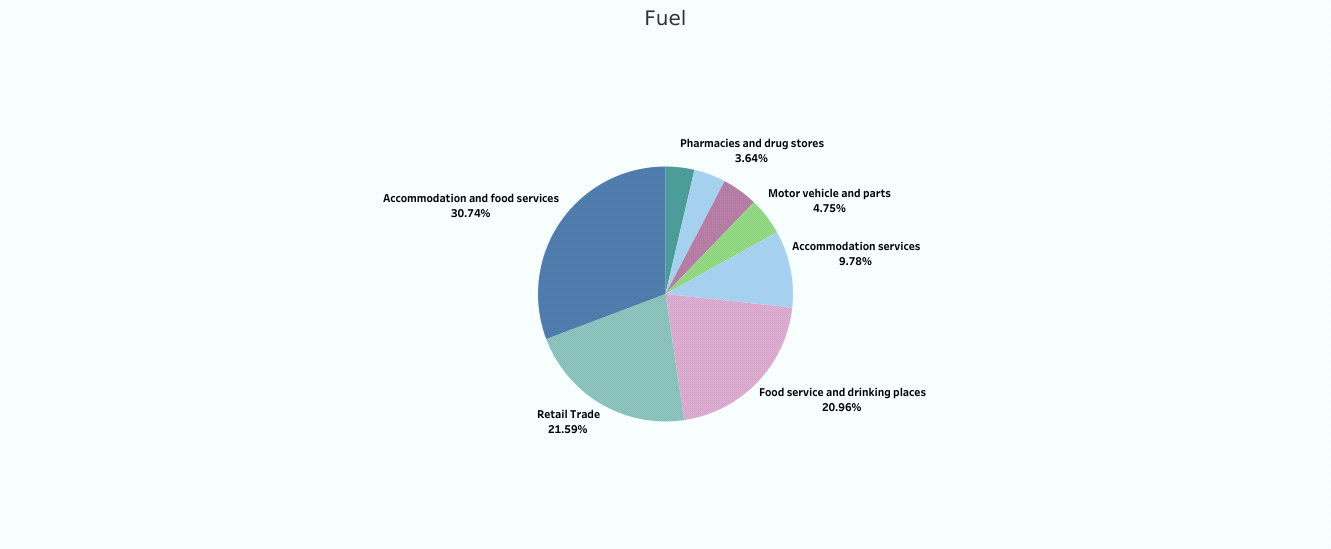 Fuel
Pharmacies and drug stores
3.64%
Motor vehicle and parts
4.75%
Accommodation and food services
30.74%
Accommodation services
9.78%
Food service and drinking places
20.96%
Retail Trade
21.59%